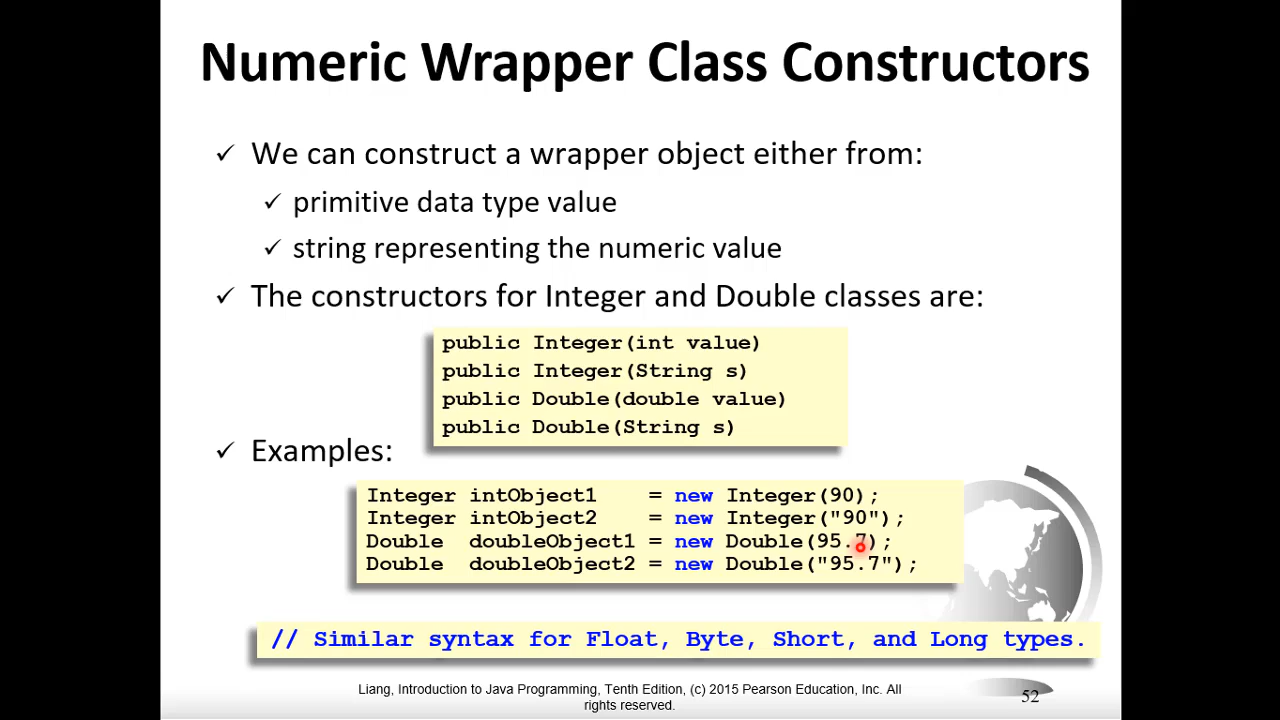 Numeric Wrapper Class Constructors
✓ We can construct a wrapper object either from:
✓ primitive data type value
✓ string representing the numeric value
✓ The constructors for Integer and Double classes are:
public Integer(int value)
public Integer(String s)
public Double(double value)
public Double(String s)
✓ Examples:
Integer intObject1 = new Integer(90);
Integer intObject2 = new Integer("90");
Double doubleObject1 = new Double(95.7);
Double doubleObject2 = new Double("95.7");
// Similar syntax for Float, Byte, Short, and Long types.
Liang, Introduction to Java Programming, Tenth Edition, (c) 2015 Pearson Education, Inc. All
rights reserved.
52